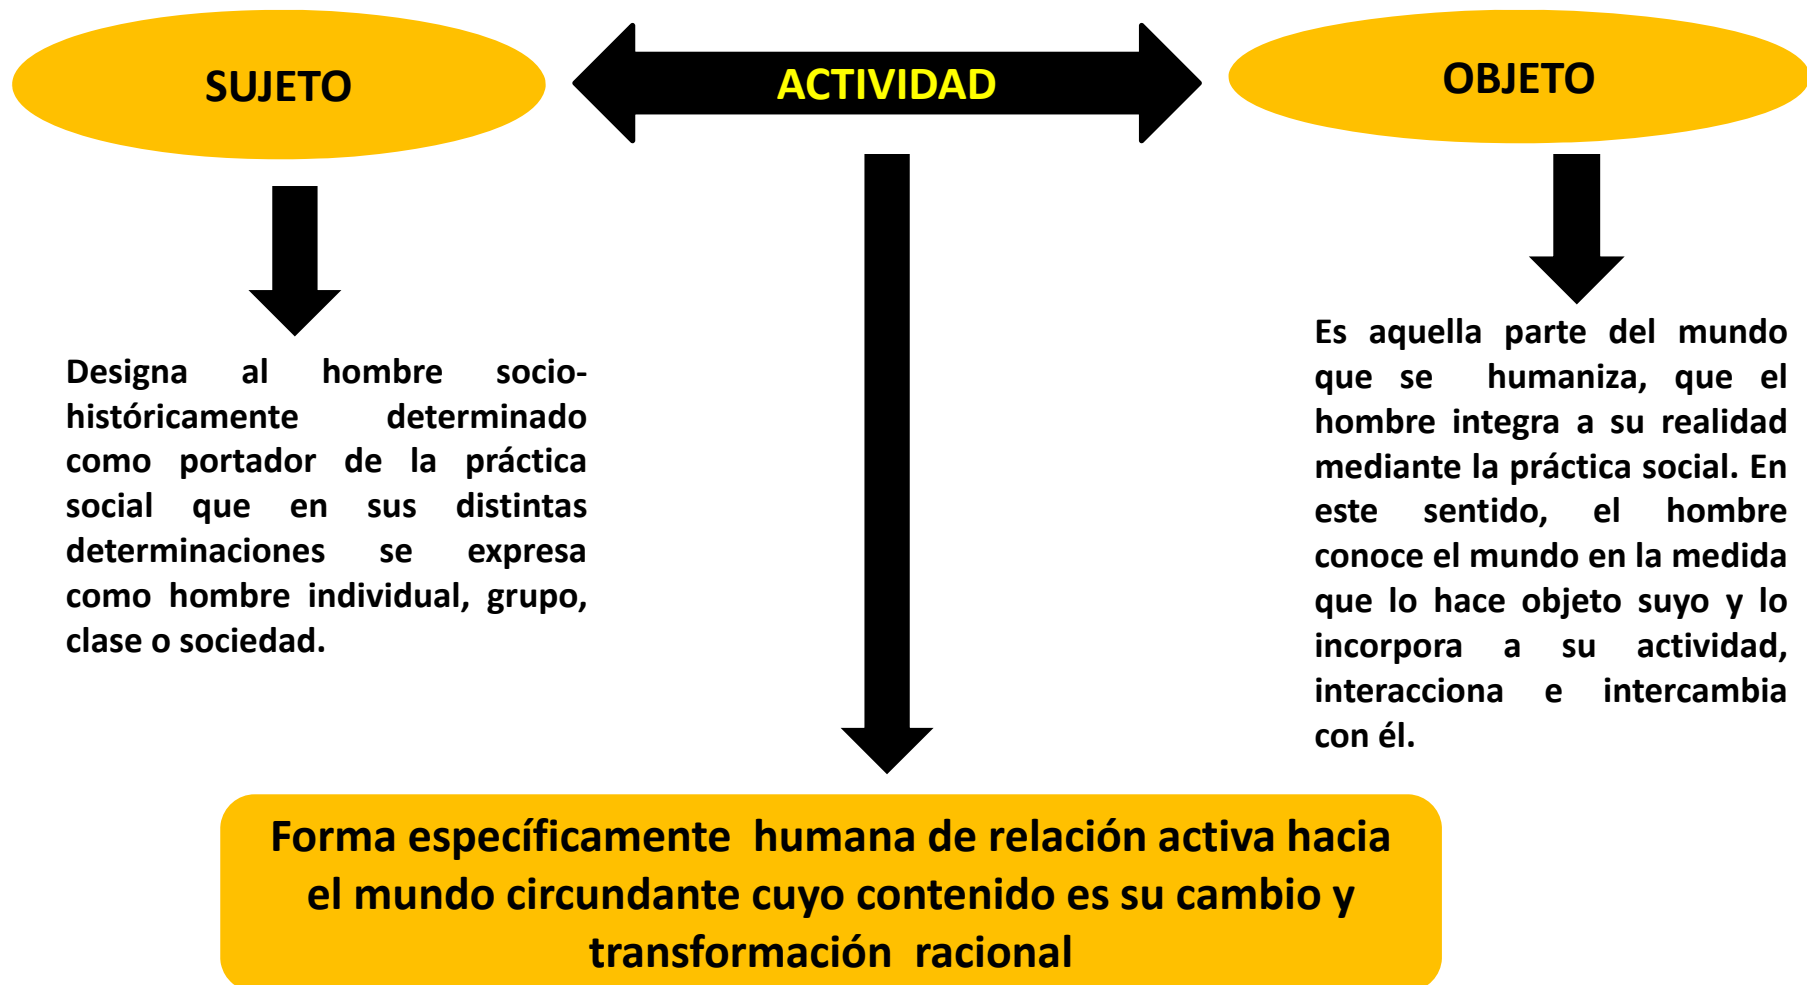 SUJETO
ACTIVIDAD
OBJETO
Designa al hombre socio-
históricamente determinado
como portador de la práctica
social que en sus distintas
determinaciones se expresa
como hombre individual, grupo,
clase o sociedad.
Es aquella parte del mundo
que se humaniza, que el
hombre integra a su realidad
mediante la práctica social. En
este sentido, el hombre
conoce el mundo en la medida
que lo hace objeto suyo y lo
incorpora a su actividad,
interacciona e intercambia
con él.
Forma específicamente humana de relación activa hacia
el mundo circundante cuyo contenido es su cambio y
transformación racional